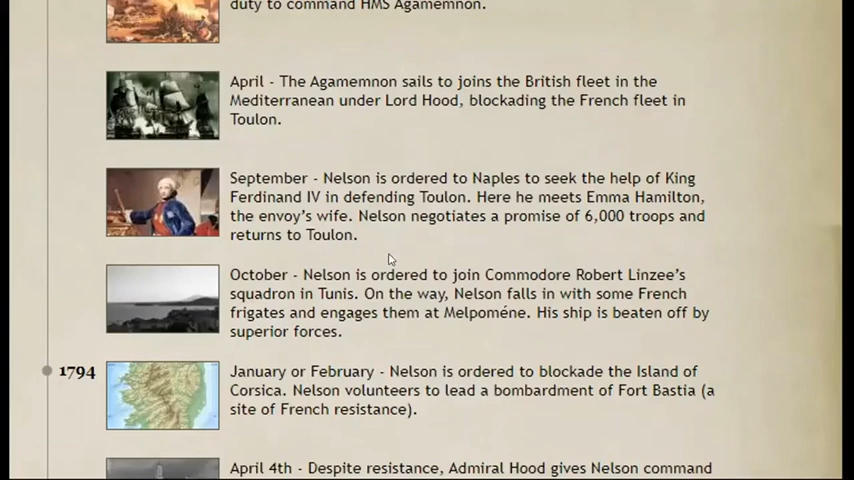 duty to command HMS Agamemnon.
April - The Agamemnon sails to joins the British fleet in the
Mediterranean under Lord Hood, blockading the French fleet in
Toulon.
September - Nelson is ordered to Naples to seek the help of King
Ferdinand IV in defending Toulon. Here he meets Emma Hamilton,
the envoy's wife. Nelson negotiates a promise of 6,000 troops and
returns to Toulon.
October - Nelson is ordered to join Commodore Robert Linzee's
squadron in Tunis. On the way, Nelson falls in with some French
frigates and engages them at Melpoméne. His ship is beaten off by
superior forces.
1794
January or February - Nelson is ordered to blockade the Island of
Corsica. Nelson volunteers to lead a bombardment of Fort Bastia (a
site of French resistance).
April 4th - Despite resistance, Admiral Hood gives Nelson command